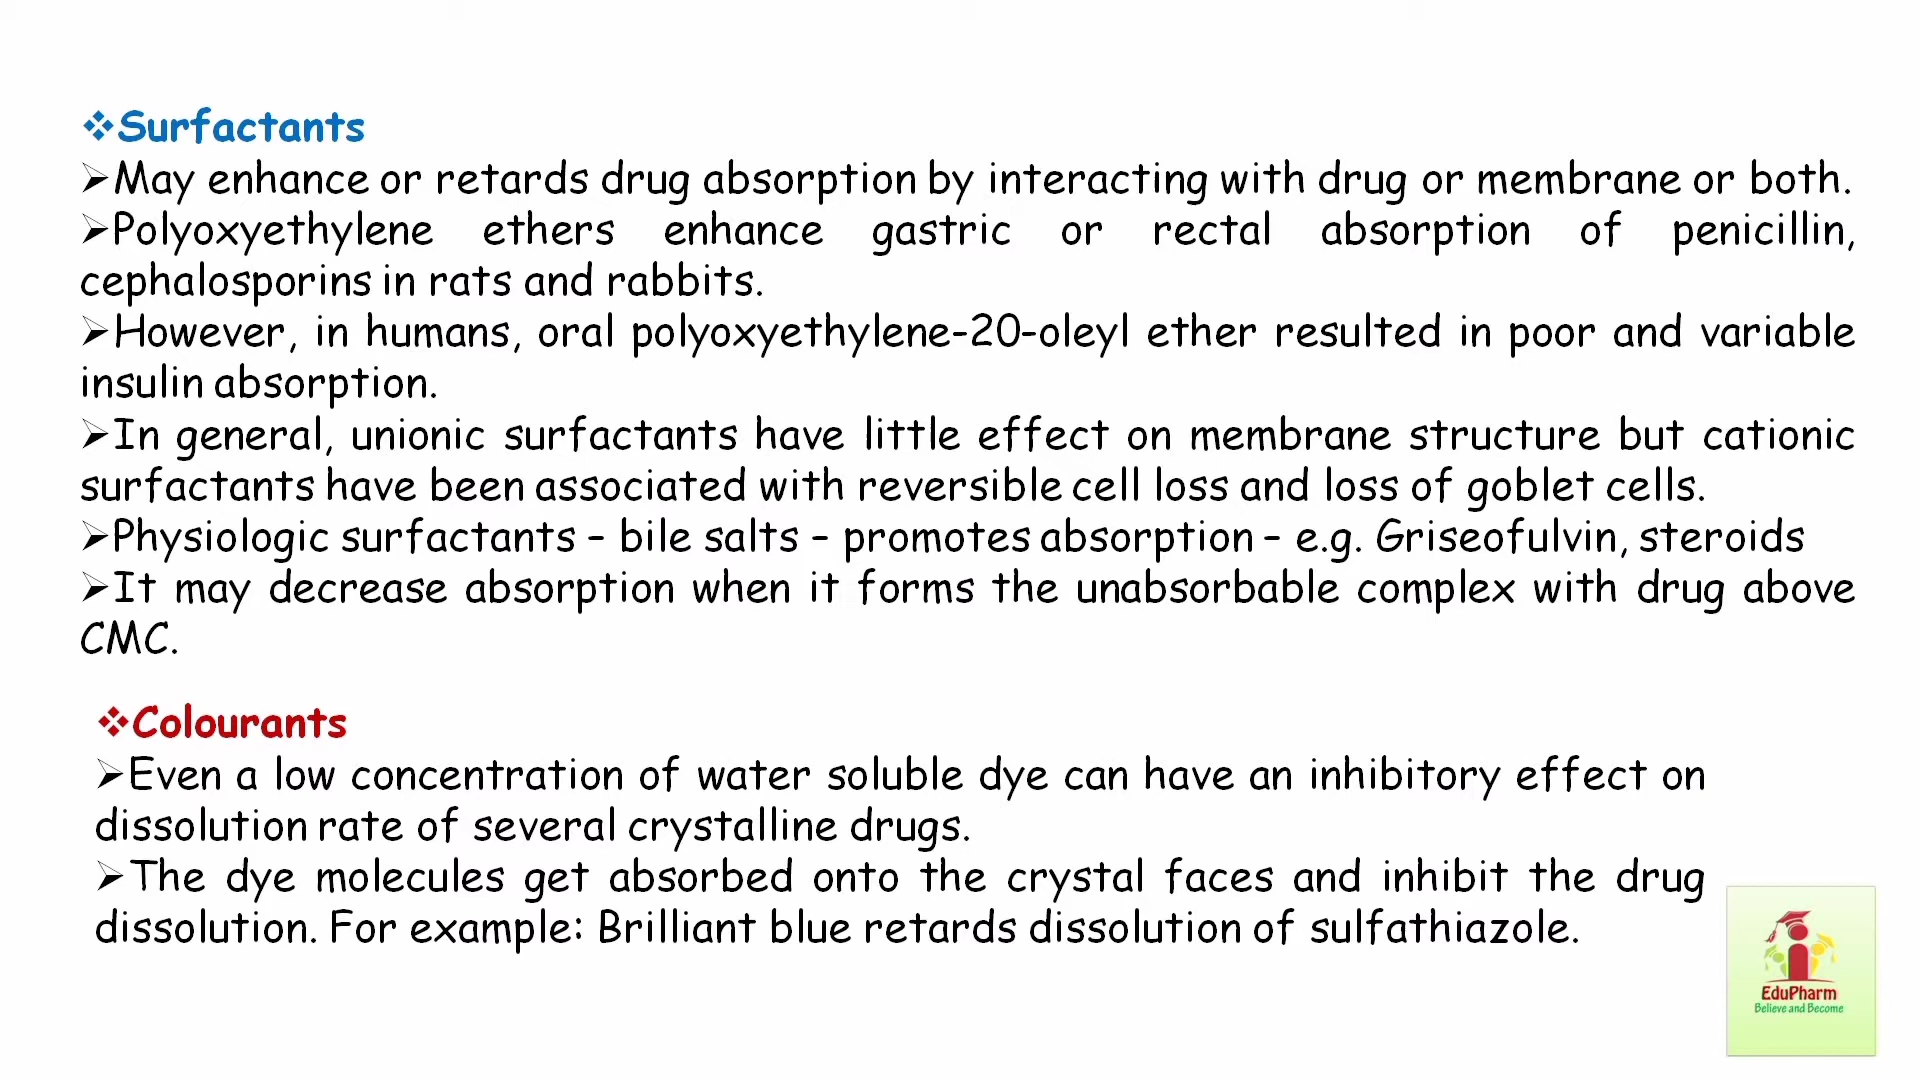 ❖Surfactants
➢May enhance or retards drug absorption by interacting with drug or membrane or both.
➢Polyoxyethylene ethers enhance gastric or rectal absorption of penicillin,
cephalosporins in rats and rabbits.
➢However, in humans, oral polyoxyethylene-20-oleyl ether resulted in poor and variable
insulin absorption.
➢In general, unionic surfactants have little effect on membrane structure but cationic
surfactants have been associated with reversible cell loss and loss of goblet cells.
➢Physiologic surfactants – bile salts – promotes absorption – e.g. Griseofulvin, steroids
➢It may decrease absorption when it forms the unabsorbable complex with drug above
CMC.
❖Colourants
➢Even a low concentration of water soluble dye can have an inhibitory effect on
dissolution rate of several crystalline drugs.
➢The dye molecules get absorbed onto the crystal faces and inhibit the drug
dissolution. For example: Brilliant blue retards dissolution of sulfathiazole.
EduPharm
Believe and Become